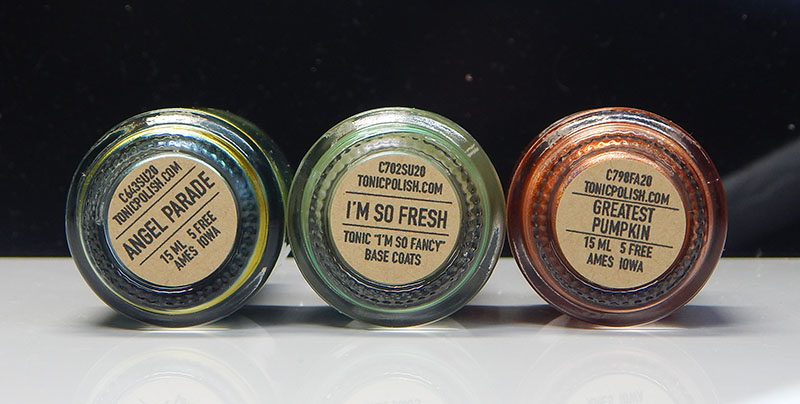 C643SU20
TONICPOLISH.COM
ANGEL PARADE
15 ML 5 FREE
AMES IOWA
C702SU20
TONICPOLISH.COM
I'M SO FRESH
TONIC "I'M SO FANCY"
BASE COATS
C798FA20
TONICPOLISH.COM
GREATEST
PUMPKIN
15 ML 5 FREE
AMES IOWA